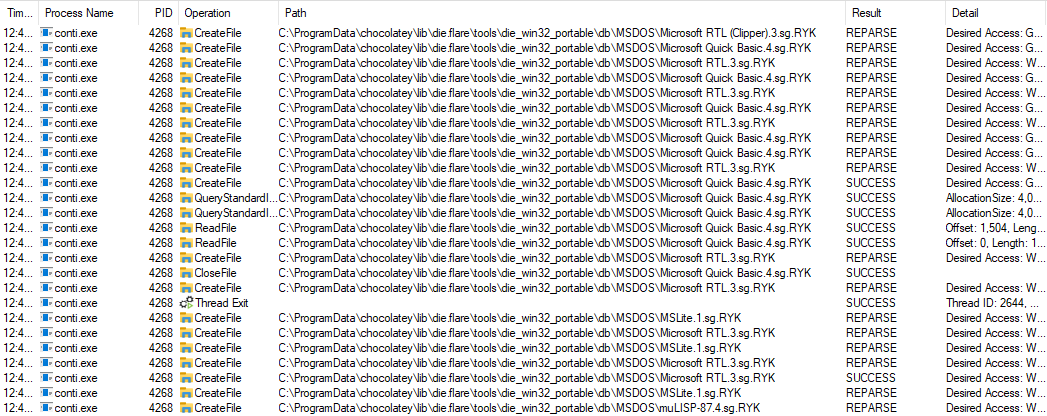 Tim... Process Name PID Operation Path Result Detail
12:4... conti.exe 4268 CreateFile C:\ProgramData\chocolatey\lib\die.flare\tools\die_win32_portable\db\MSDOS\Microsoft RTL (Clipper).3.sg.RYK REPARSE Desired Access: G...
12:4... conti.exe 4268 CreateFile C:\ProgramData\chocolatey\lib\die.flare\tools\die_win32_portable\db\MSDOS\Microsoft Quick Basic.4.sg.RYK REPARSE Desired Access: G...
12:4... conti.exe 4268 CreateFile C:\ProgramData\chocolatey\lib\die.flare\tools\die_win32_portable\db\MSDOS\Microsoft RTL.3.sg.RYK REPARSE Desired Access: W...
12:4... conti.exe 4268 CreateFile C:\ProgramData\chocolatey\lib\die.flare\tools\die_win32_portable\db\MSDOS\Microsoft Quick Basic.4.sg.RYK REPARSE Desired Access: G...
12:4... conti.exe 4268 CreateFile C:\ProgramData\chocolatey\lib\die.flare\tools\die_win32_portable\db\MSDOS\Microsoft RTL.3.sg.RYK REPARSE Desired Access: W...
12:4... conti.exe 4268 CreateFile C:\ProgramData\chocolatey\lib\die.flare\tools\die_win32_portable\db\MSDOS\Microsoft Quick Basic.4.sg.RYK REPARSE Desired Access: G...
12:4... conti.exe 4268 CreateFile C:\ProgramData\chocolatey\lib\die.flare\tools\die_win32_portable\db\MSDOS\Microsoft RTL.3.sg.RYK REPARSE Desired Access: W...
12:4... conti.exe 4268 CreateFile C:\ProgramData\chocolatey\lib\die.flare\tools\die_win32_portable\db\MSDOS\Microsoft Quick Basic.4.sg.RYK REPARSE Desired Access: G...
12:4... conti.exe 4268 CreateFile C:\ProgramData\chocolatey\lib\die.flare\tools\die_win32_portable\db\MSDOS\Microsoft Quick Basic.4.sg.RYK REPARSE Desired Access: G...
12:4... conti.exe 4268 CreateFile C:\ProgramData\chocolatey\lib\die.flare\tools\die_win32_portable\db\MSDOS\Microsoft RTL.3.sg.RYK REPARSE Desired Access: W...
12:4... conti.exe 4268 CreateFile C:\ProgramData\chocolatey\lib\die.flare\tools\die_win32_portable\db\MSDOS\Microsoft Quick Basic.4.sg.RYK SUCCESS Desired Access: G...
12:4... conti.exe 4268 QueryStandardI... C:\ProgramData\chocolatey\lib\die.flare\tools\die_win32_portable\db\MSDOS\Microsoft Quick Basic.4.sg.RYK SUCCESS AllocationSize: 4,0...
12:4... conti.exe 4268 QueryStandardI... C:\ProgramData\chocolatey\lib\die.flare\tools\die_win32_portable\db\MSDOS\Microsoft Quick Basic.4.sg.RYK SUCCESS AllocationSize: 4,0...
12:4... conti.exe 4268 ReadFile C:\ProgramData\chocolatey\lib\die.flare\tools\die_win32_portable\db\MSDOS\Microsoft Quick Basic.4.sg.RYK SUCCESS Offset: 1,504, Leng...
12:4... conti.exe 4268 ReadFile C:\ProgramData\chocolatey\lib\die.flare\tools\die_win32_portable\db\MSDOS\Microsoft Quick Basic.4.sg.RYK SUCCESS Offset: 0, Length: 1...
12:4... conti.exe 4268 CreateFile C:\ProgramData\chocolatey\lib\die.flare\tools\die_win32_portable\db\MSDOS\Microsoft RTL.3.sg.RYK REPARSE Desired Access: W...
12:4... conti.exe 4268 CloseFile C:\ProgramData\chocolatey\lib\die.flare\tools\die_win32_portable\db\MSDOS\Microsoft Quick Basic.4.sg.RYK SUCCESS
12:4... conti.exe 4268 CreateFile C:\ProgramData\chocolatey\lib\die.flare\tools\die_win32_portable\db\MSDOS\Microsoft RTL.3.sg.RYK REPARSE Desired Access: W...
12:4... conti.exe 4268 Thread Exit SUCCESS Thread ID: 2644, ...
12:4... conti.exe 4268 CreateFile C:\ProgramData\chocolatey\lib\die.flare\tools\die_win32_portable\db\MSDOS\MSLite.1.sg.RYK REPARSE Desired Access: W...
12:4... conti.exe 4268 CreateFile C:\ProgramData\chocolatey\lib\die.flare\tools\die_win32_portable\db\MSDOS\Microsoft RTL.3.sg.RYK REPARSE Desired Access: W...
12:4... conti.exe 4268 CreateFile C:\ProgramData\chocolatey\lib\die.flare\tools\die_win32_portable\db\MSDOS\MSLite.1.sg.RYK REPARSE Desired Access: W...
12:4... conti.exe 4268 CreateFile C:\ProgramData\chocolatey\lib\die.flare\tools\die_win32_portable\db\MSDOS\Microsoft RTL.3.sg.RYK REPARSE Desired Access: W...
12:4... conti.exe 4268 CreateFile C:\ProgramData\chocolatey\lib\die.flare\tools\die_win32_portable\db\MSDOS\Microsoft RTL.3.sg.RYK SUCCESS Desired Access: W...
12:4... conti.exe 4268 CreateFile C:\ProgramData\chocolatey\lib\die.flare\tools\die_win32_portable\db\MSDOS\MSLite.1.sg.RYK REPARSE Desired Access: W...
12:4... conti.exe 4268 CreateFile C:\ProgramData\chocolatey\lib\die.flare\tools\die_win32_portable\db\MSDOS\muLISP-87.4.sg.RYK REPARSE Desired Access: W...